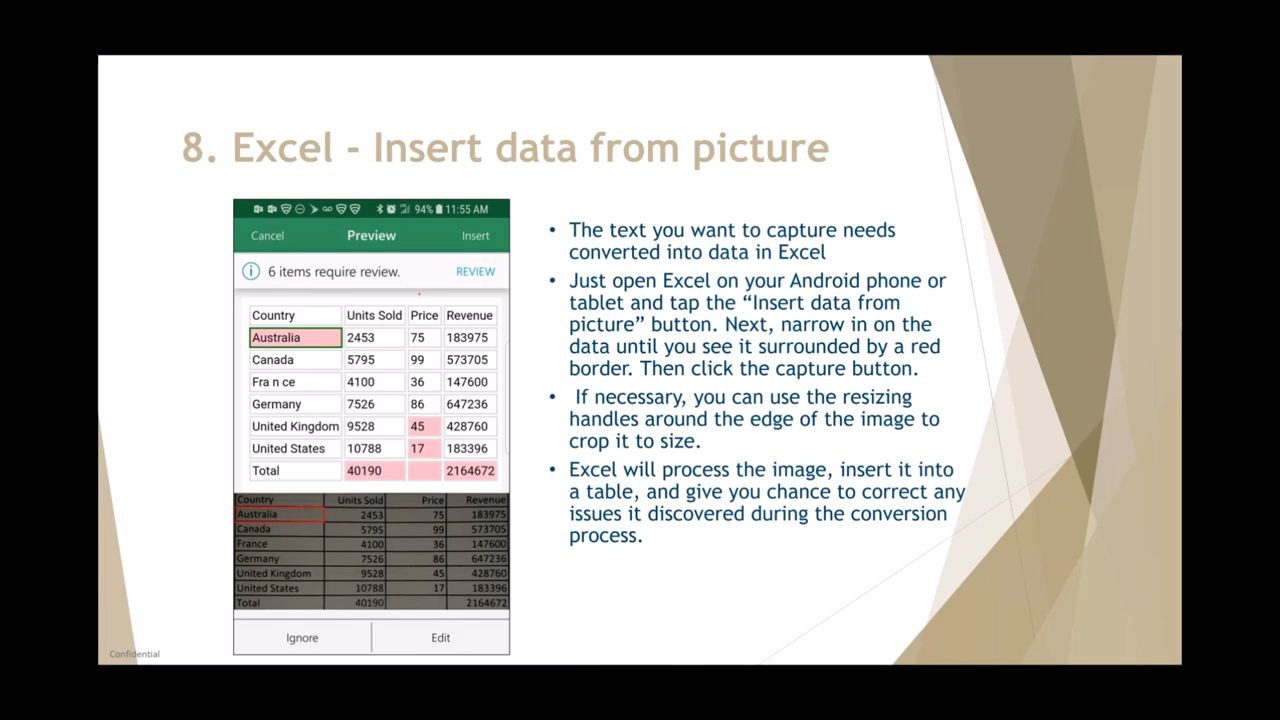 8. Excel - Insert data from picture
94% 11:55 AM
Cancel Preview Insert
6 items require review. REVIEW
Country Units Sold Price Revenue
Australia 2453 75 183975
Canada 5795 99 573705
Fra n ce 4100 36 147600
Germany 7526 86 647236
United Kingdom 9528 45 428760
United States 10788 17 183396
Total 40190 2164672
Country Units Sold Price Revenue
Australia 2453 75 183975
Canada 5795 99 573705
France 4100 36 147600
Germany 7526 86 647236
United Kingdom 9528 45 428760
United States 10788 17 183396
Total 40190 2164672
Ignore Edit
• The text you want to capture needs
converted into data in Excel
• Just open Excel on your Android phone or
tablet and tap the “Insert data from
picture” button. Next, narrow in on the
data until you see it surrounded by a red
border. Then click the capture button.
• If necessary, you can use the resizing
handles around the edge of the image to
crop it to size.
• Excel will process the image, insert it into
a table, and give you chance to correct any
issues it discovered during the conversion
process.
Confidential